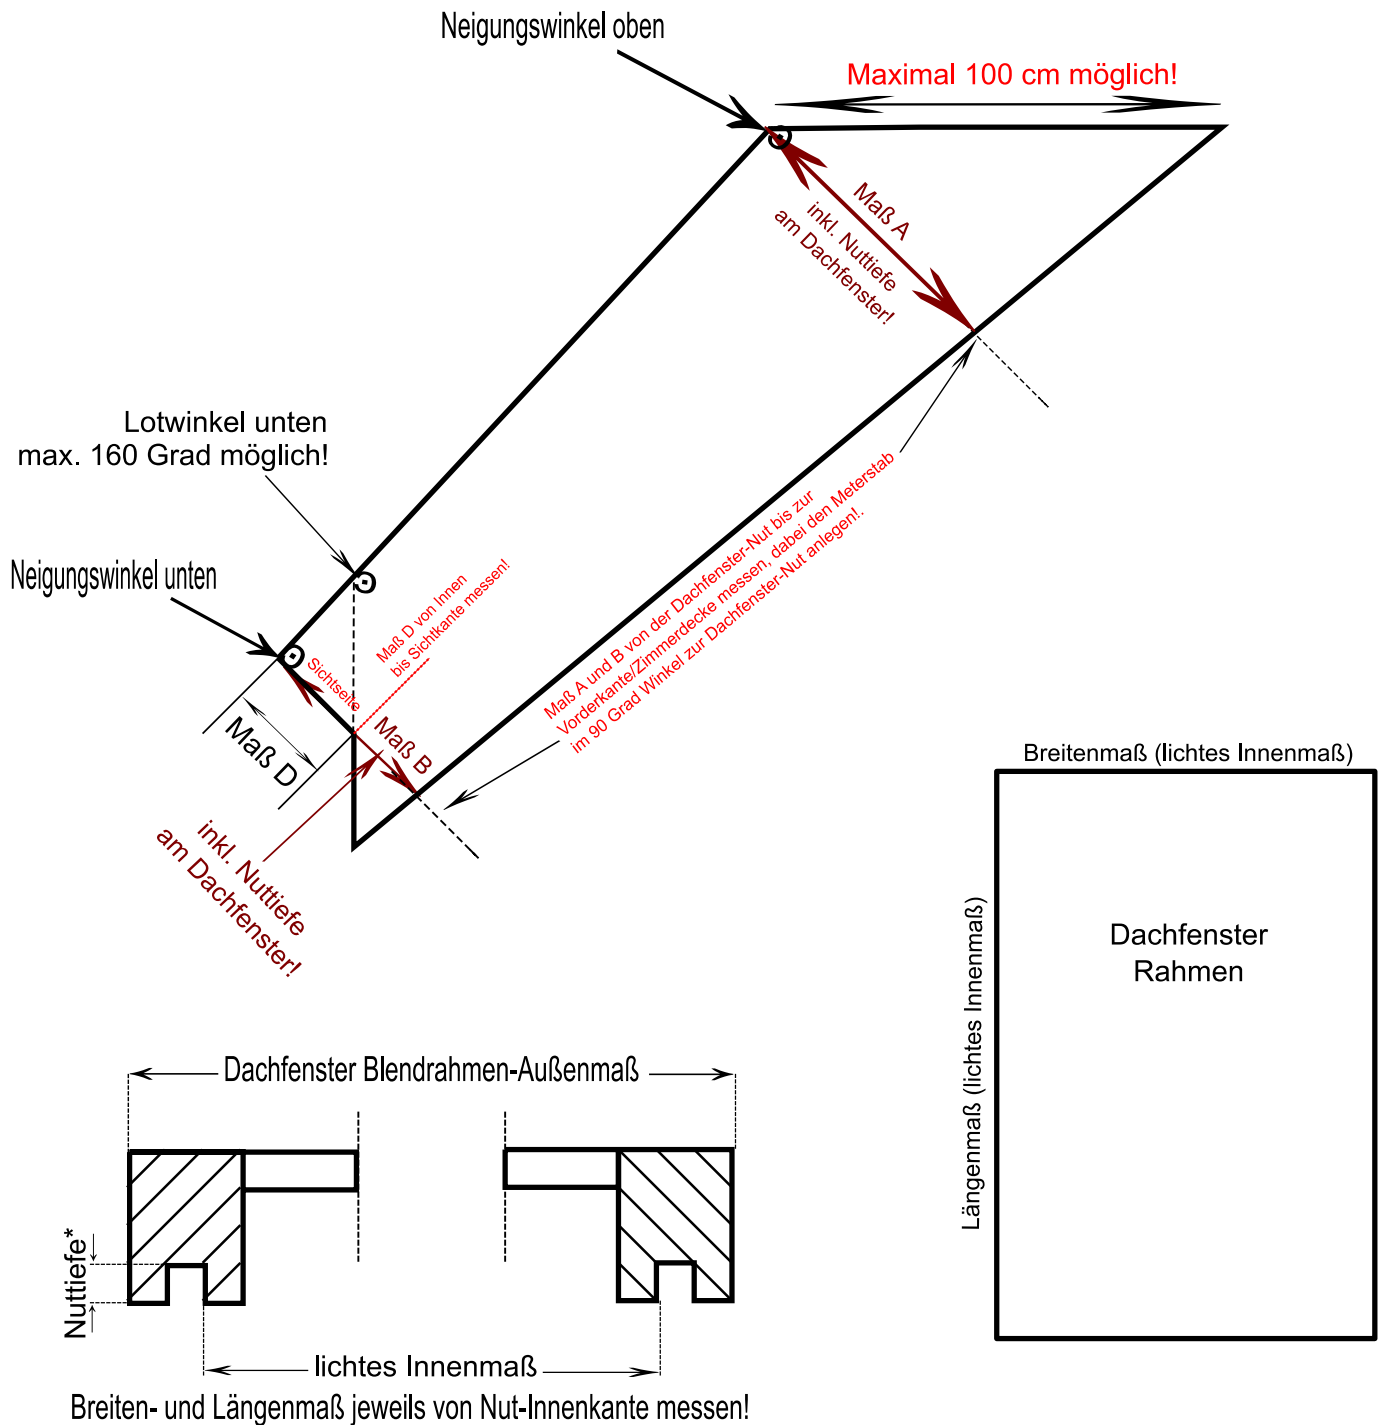 Neigungswinkel oben
Maximal 100 cm möglich!
Maß A
inkl. Nuttiefe
am Dachfenster!
Lotwinkel unten
max. 160 Grad möglich!
Neigungswinkel unten
Sichtseite
Maß D von Innen
bis Sichtkante messen!
Maß A und B von der Dachfenster-Nut bis zur
Vorderkante/Zimmerdecke messen, dabei den Meterstab
im 90 Grad Winkel zur Dachfenster-Nut anlegen!.
Maß D
Maß B
inkl. Nuttiefe
am Dachfenster!
Breitenmaß (lichtes Innenmaß)
Längenmaß (lichtes Innenmaß)
Dachfenster
Rahmen
Dachfenster Blendrahmen-Außenmaß
Nuttiefe*
lichtes Innenmaß
Breiten- und Längenmaß jeweils von Nut-Innenkante messen!